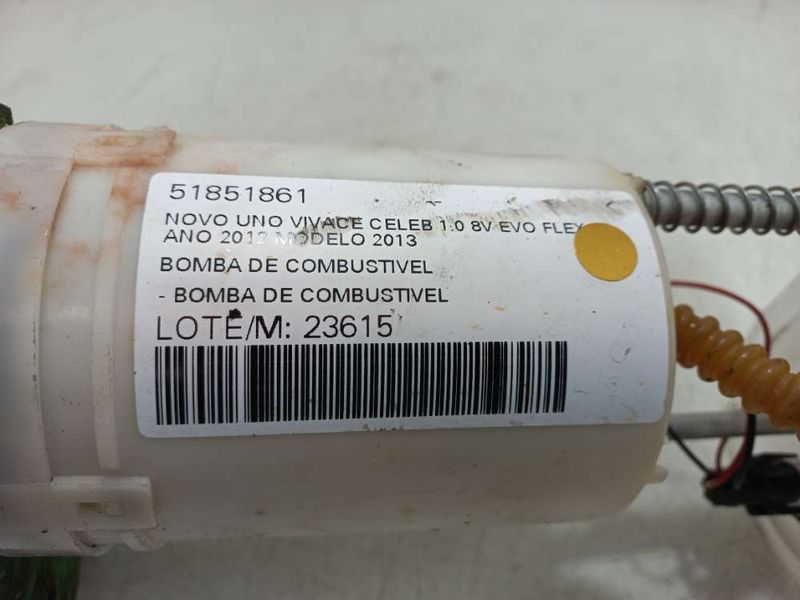 51851861
NOVO UNO VIVACE CELEB 1.0 8V EVO FLEX
ANO 2012 MODELO 2013
BOMBA DE COMBUSTIVEL
- BOMBA DE COMBUSTIVEL
LOTE/M: 23615